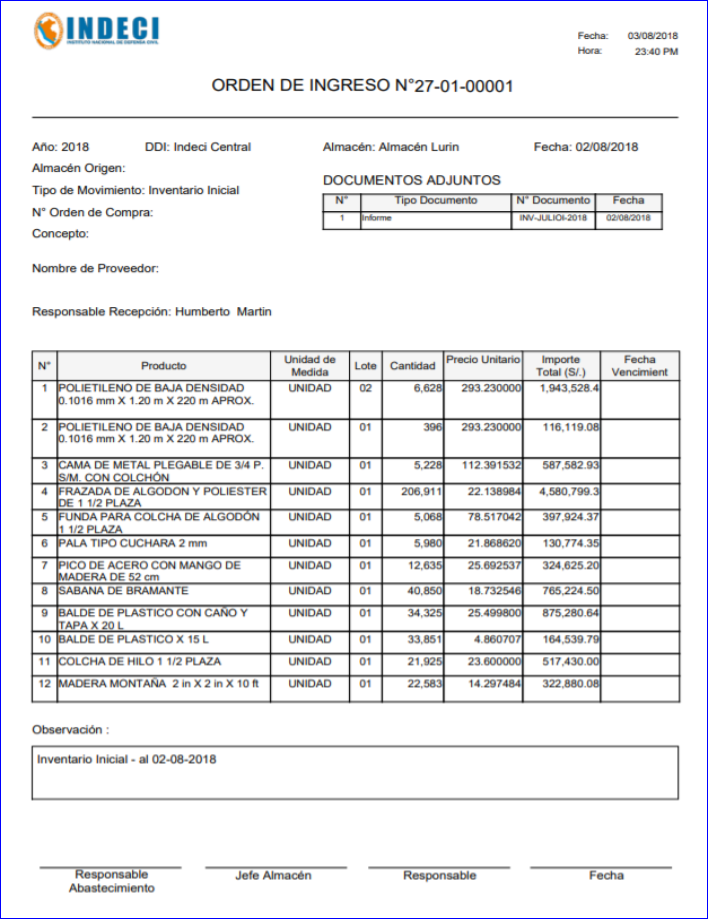 INDECI
INSTITUTO NACIONAL DE DEFENSA CIVIL
Fecha: 03/08/2018
Hora: 23:40 PM
ORDEN DE INGRESO N°27-01-00001
Año: 2018 DDI: Indeci Central Almacén: Almacén Lurin Fecha: 02/08/2018
Almacén Origen:
Tipo de Movimiento: Inventario Inicial
N° Orden de Compra:
Concepto:
DOCUMENTOS ADJUNTOS
N° Tipo Documento N° Documento Fecha
1 Informe INV-JULIOI-2018 02/08/2018
Nombre de Proveedor:
Responsable Recepción: Humberto Martin
N° Producto Unidad de Medida Lote Cantidad Precio Unitario Importe Total (S/.) Fecha Vencimient
1 POLIETILENO DE BAJA DENSIDAD UNIDAD 02 6,628 293.230000 1,943,528.4
0.1016 mm X 1.20 m X 220 m APROX.
2 POLIETILENO DE BAJA DENSIDAD UNIDAD 01 396 293.230000 116,119.08
0.1016 mm X 1.20 m X 220 m APROX.
3 CAMA DE METAL PLEGABLE DE 3/4 P. UNIDAD 01 5,228 112.391532 587,582.93
S/M. CON COLCHÓN
4 FRAZADA DE ALGODON Y POLIESTER UNIDAD 01 206,911 22.138984 4,580,799.3
DE 1 1/2 PLAZA
5 FUNDA PARA COLCHA DE ALGODÓN UNIDAD 01 5,068 78.517042 397,924.37
1 1/2 PLAZA
6 PALA TIPO CUCHARA 2 mm UNIDAD 01 5,980 21.868620 130,774.35
7 PICO DE ACERO CON MANGO DE UNIDAD 01 12,635 25.692537 324,625.20
MADERA DE 52 cm
8 SABANA DE BRAMANTE UNIDAD 01 40,850 18.732546 765,224.50
9 BALDE DE PLASTICO CON CAÑO Y UNIDAD 01 34,325 25.499800 875,280.64
TAPA X 20 L
10 BALDE DE PLASTICO X 15 L UNIDAD 01 33,851 4.860707 164,539.79
11 COLCHA DE HILO 1 1/2 PLAZA UNIDAD 01 21,925 23.600000 517,430.00
12 MADERA MONTAÑA 2 in X 2 in X 10 ft UNIDAD 01 22,583 14.297484 322,880.08
Observación :
Inventario Inicial - al 02-08-2018
Responsable Abastecimiento
Jefe Almacén
Responsable
Fecha